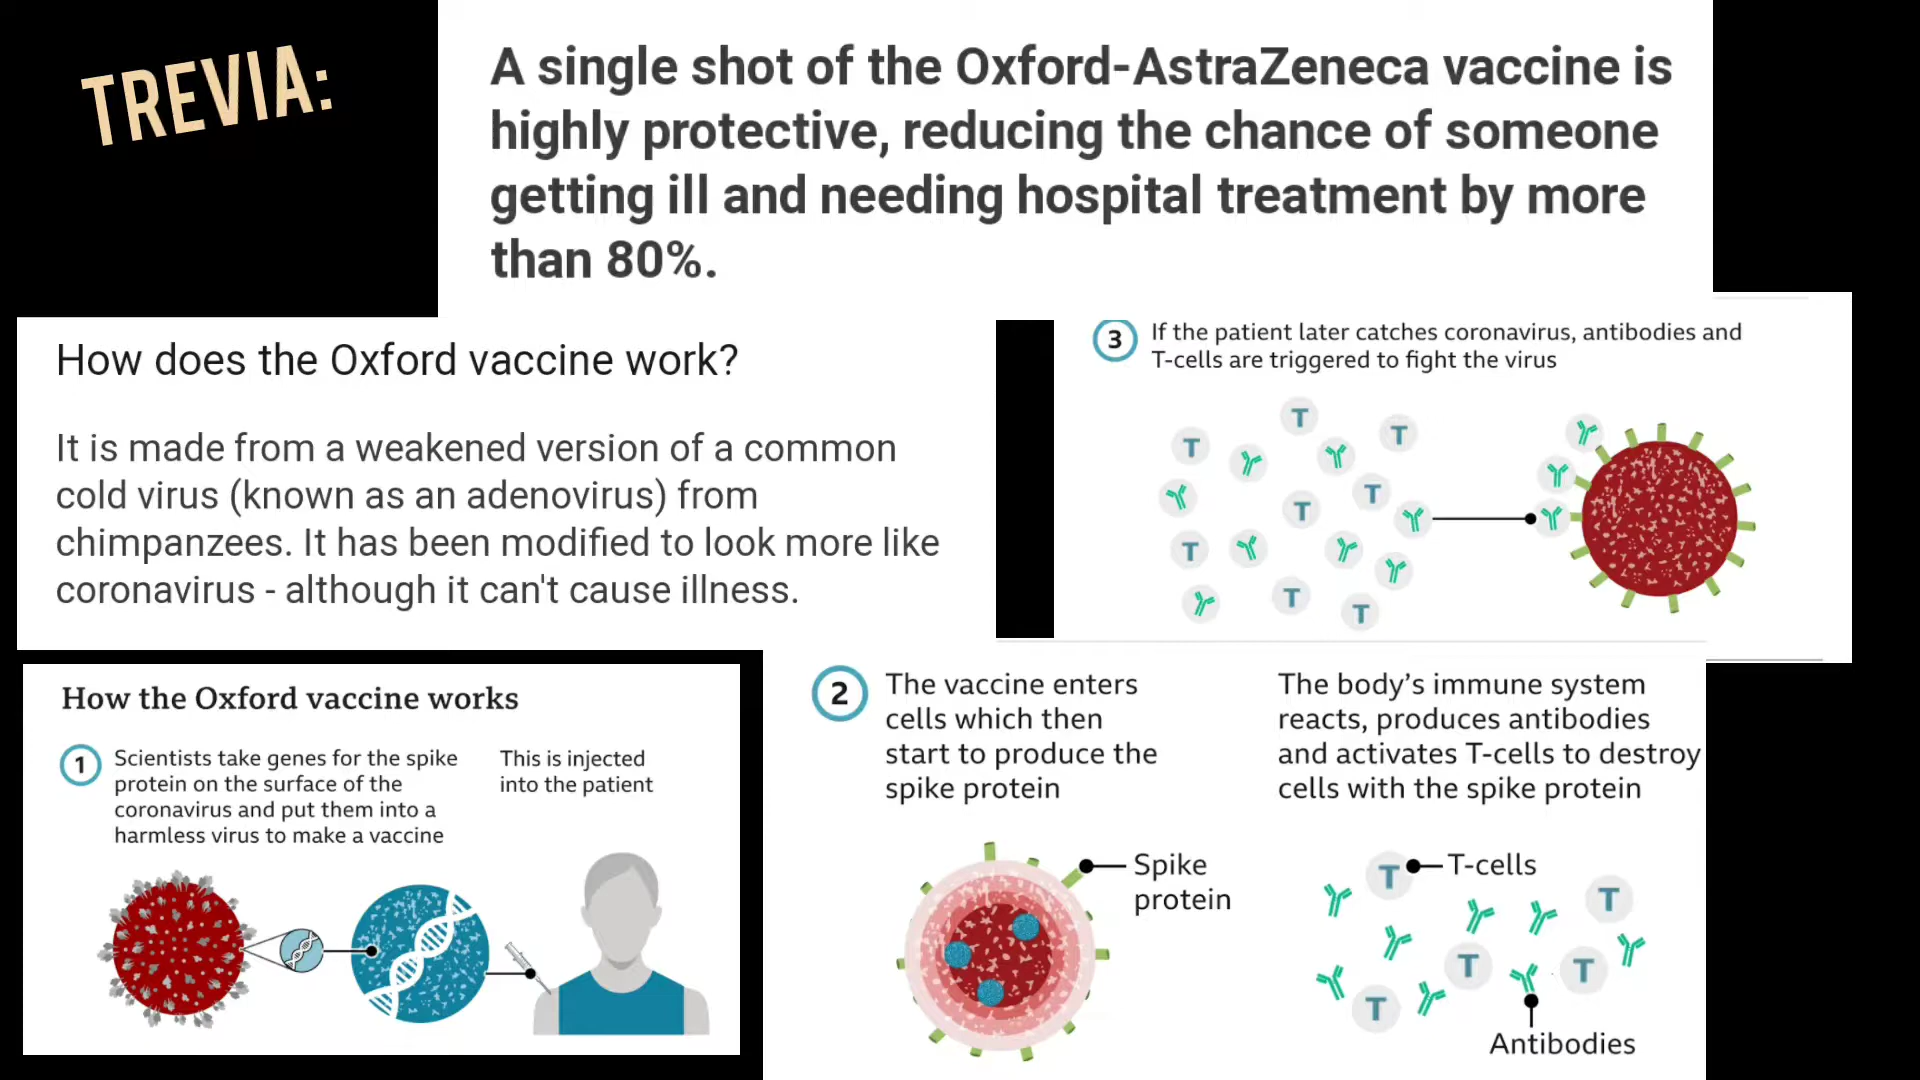 TREVIA:
A single shot of the Oxford-AstraZeneca vaccine is
highly protective, reducing the chance of someone
getting ill and needing hospital treatment by more
than 80%.
How does the Oxford vaccine work?
It is made from a weakened version of a common
cold virus (known as an adenovirus) from
chimpanzees. It has been modified to look more like
coronavirus - although it can't cause illness.
How the Oxford vaccine works
1
Scientists take genes for the spike
protein on the surface of the
coronavirus and put them into a
harmless virus to make a vaccine
This is injected
into the patient
2
The vaccine enters
cells which then
start to produce the
spike protein
Spike
protein
The body's immune system
reacts, produces antibodies
and activates T-cells to destroy
cells with the spike protein
T
T-cells
T
T
T
T
Antibodies
3
If the patient later catches coronavirus, antibodies and
T-cells are triggered to fight the virus
T
T
T
T
T
T
T
T